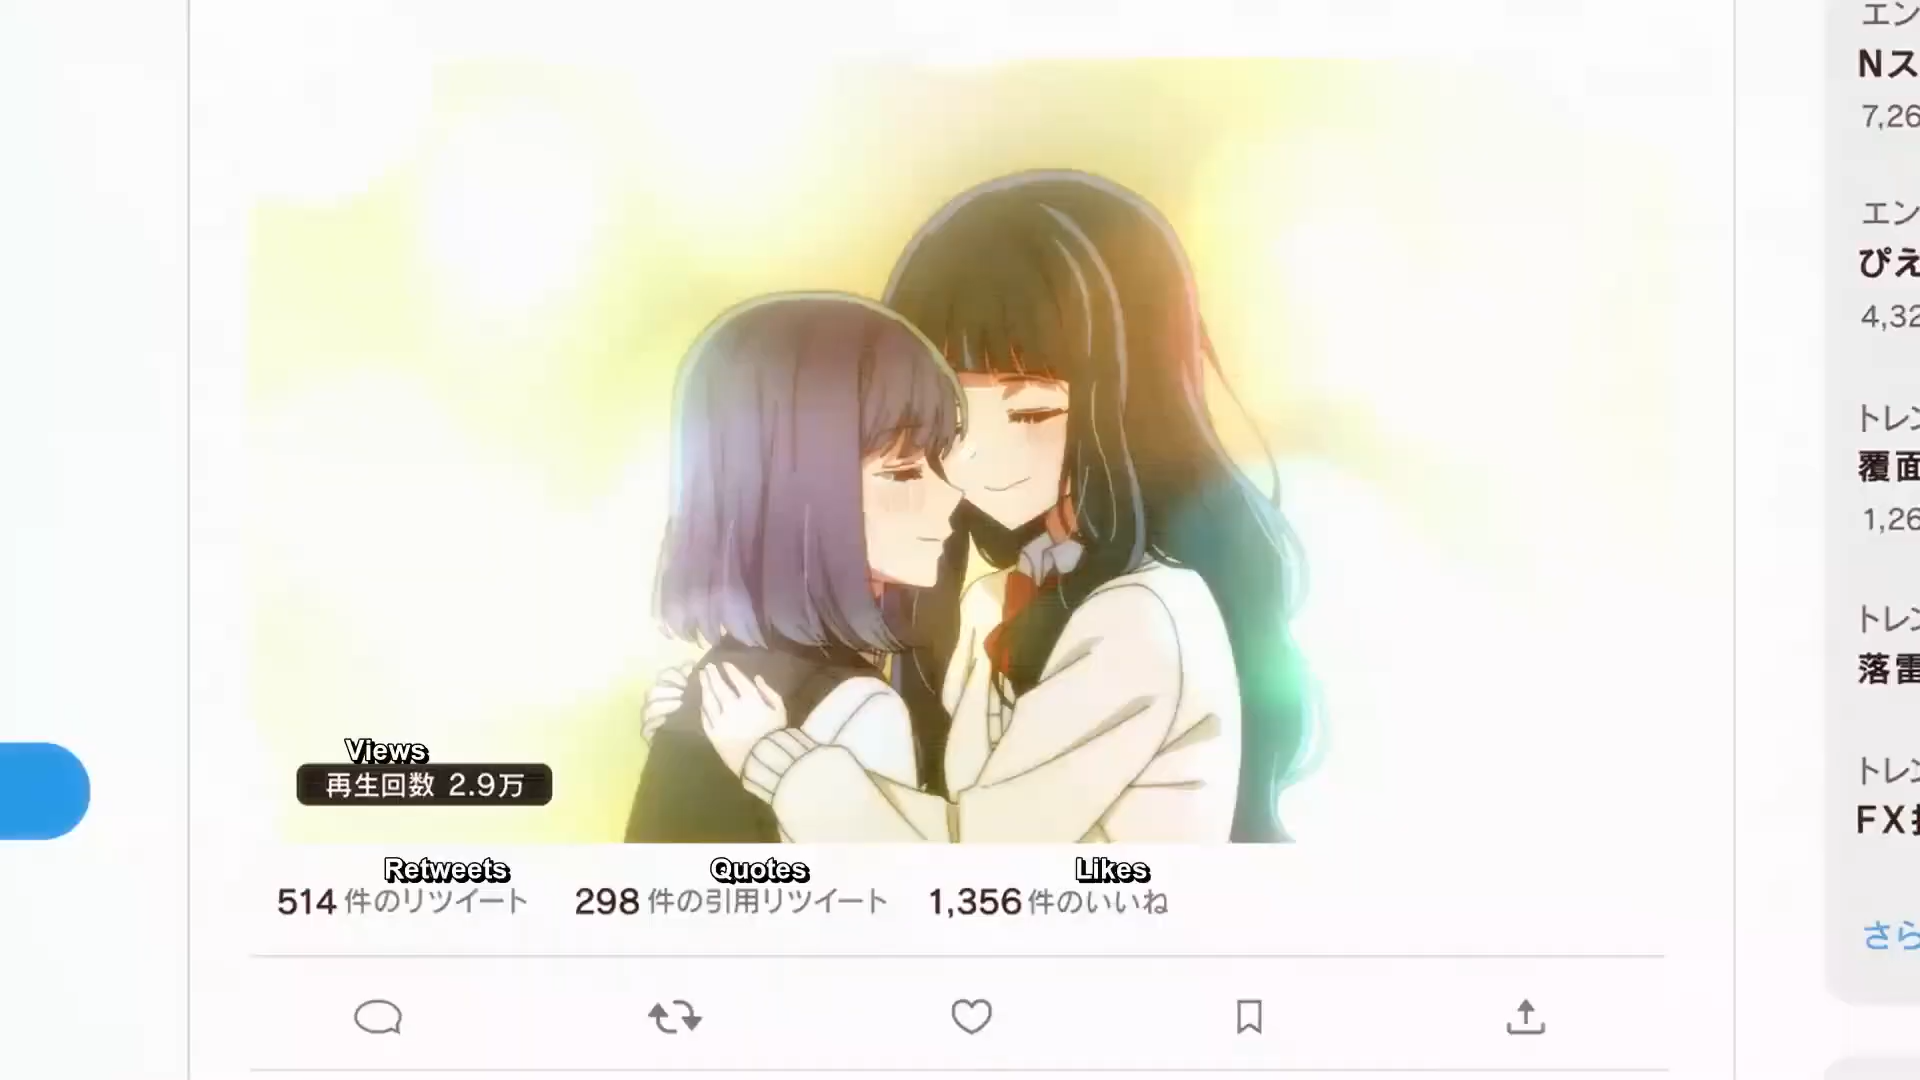 Views
再生回数 2.9万
Retweets
Quotes
Likes
514 件のリツイート
298 件の引用リツイート
1,356 件のいいね
エン
Nス
7,26
エン
ぴえ
4,32
トレン
覆面
1,26
トレン
落雷
トレン
FX
さら